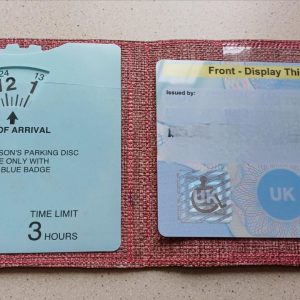 24
12 1
13
OF ARRIVAL
SON'S PARKING DISC
E ONLY WITH
BLUE BADGE
TIME LIMIT
3 HOURS
Front - Display Thi
Issued by:
UK